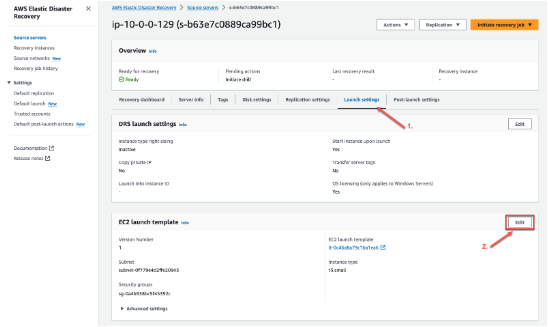 AWS Elastic Disaster Recovery
Source servers
Recovery instances
Source networks New
Recovery job history
Settings
Default replication
Default launch New
Trusted accounts
Default post-launch actions New
Documentation
Release notes
AWS Elastic Disaster Recovery > Source servers > s-b63e7c0889ca99bc1
ip-10-0-0-129 (s-b63e7c0889ca99bc1)
Actions
Replication
Initiate recovery job
Overview Info
Ready for recovery
Ready
Pending actions
Initiate drill
Last recovery result
-
Recovery instance
-
Recovery dashboard
Server info
Tags
Disk settings
Replication settings
Launch settings
Post-launch settings
1.
DRS launch settings Info
Edit
Instance type right sizing
Inactive
Start instance upon launch
Yes
Copy private IP
No
Transfer server tags
No
Launch into instance ID
-
OS licensing (only applies to Windows Servers)
Yes
EC2 launch template Info
Edit
2.
Version Number
1
EC2 launch template
Subnet
Instance type
t3.small
Security groups
Advanced settings